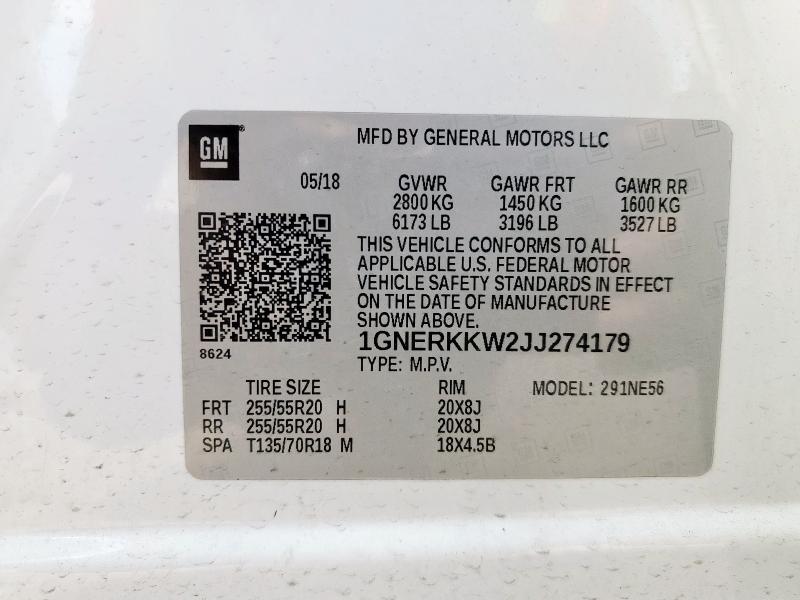 GM
MFD BY GENERAL MOTORS LLC
05/18 GVWR GAWR FRT GAWR RR
2800 KG 1450 KG 1600 KG
6173 LB 3196 LB 3527 LB
THIS VEHICLE CONFORMS TO ALL
APPLICABLE U.S. FEDERAL MOTOR
VEHICLE SAFETY STANDARDS IN EFFECT
ON THE DATE OF MANUFACTURE
SHOWN ABOVE.
8624
1GNERKKW2JJ274179
TYPE: M.P.V.
TIRE SIZE RIM MODEL: 291NE56
FRT 255/55R20 H 20X8J
RR 255/55R20 H 20X8J
SPA T135/70R18 M 18X4.5B